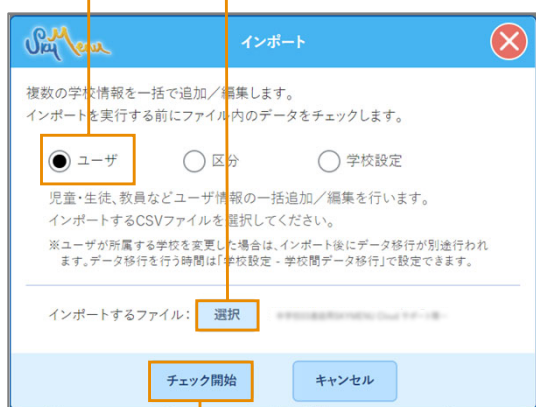 SkyMenu
インポート
複数の学校情報を一括で追加／編集します。
インポートを実行する前にファイル内のデータをチェックします。
ユーザ 区分 学校設定
児童・生徒、教員などユーザ情報の一括追加／編集を行います。
インポートするCSVファイルを選択してください。
※ユーザが所属する学校を変更した場合は、インポート後にデータ移行が別途行われ
ます。データ移行を行う時間は「学校設定 - 学校間データ移行」で設定できます。
インポートするファイル： 選択
チェック開始 キャンセル